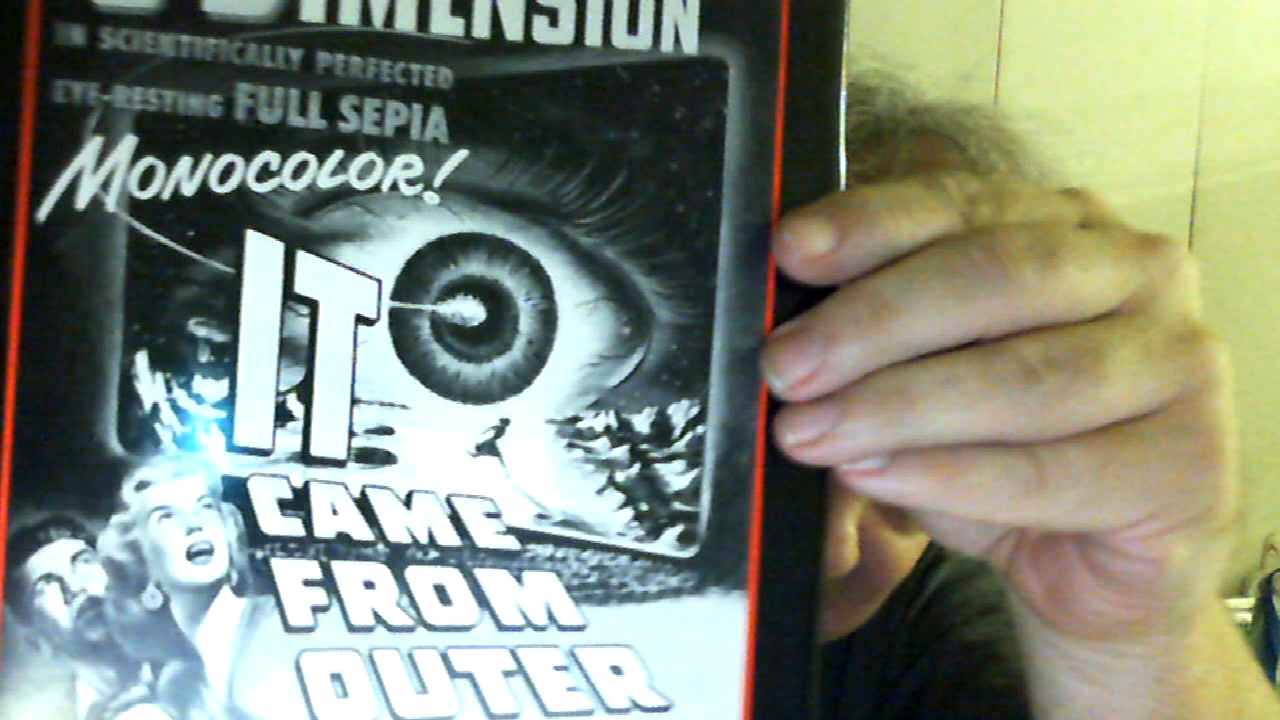 DIMENSION
IN SCIENTIFICALLY PERFECTED
EYE-RESTING FULL SEPIA
MONOCOLOR!
IT
CAME
FROM
OUTER